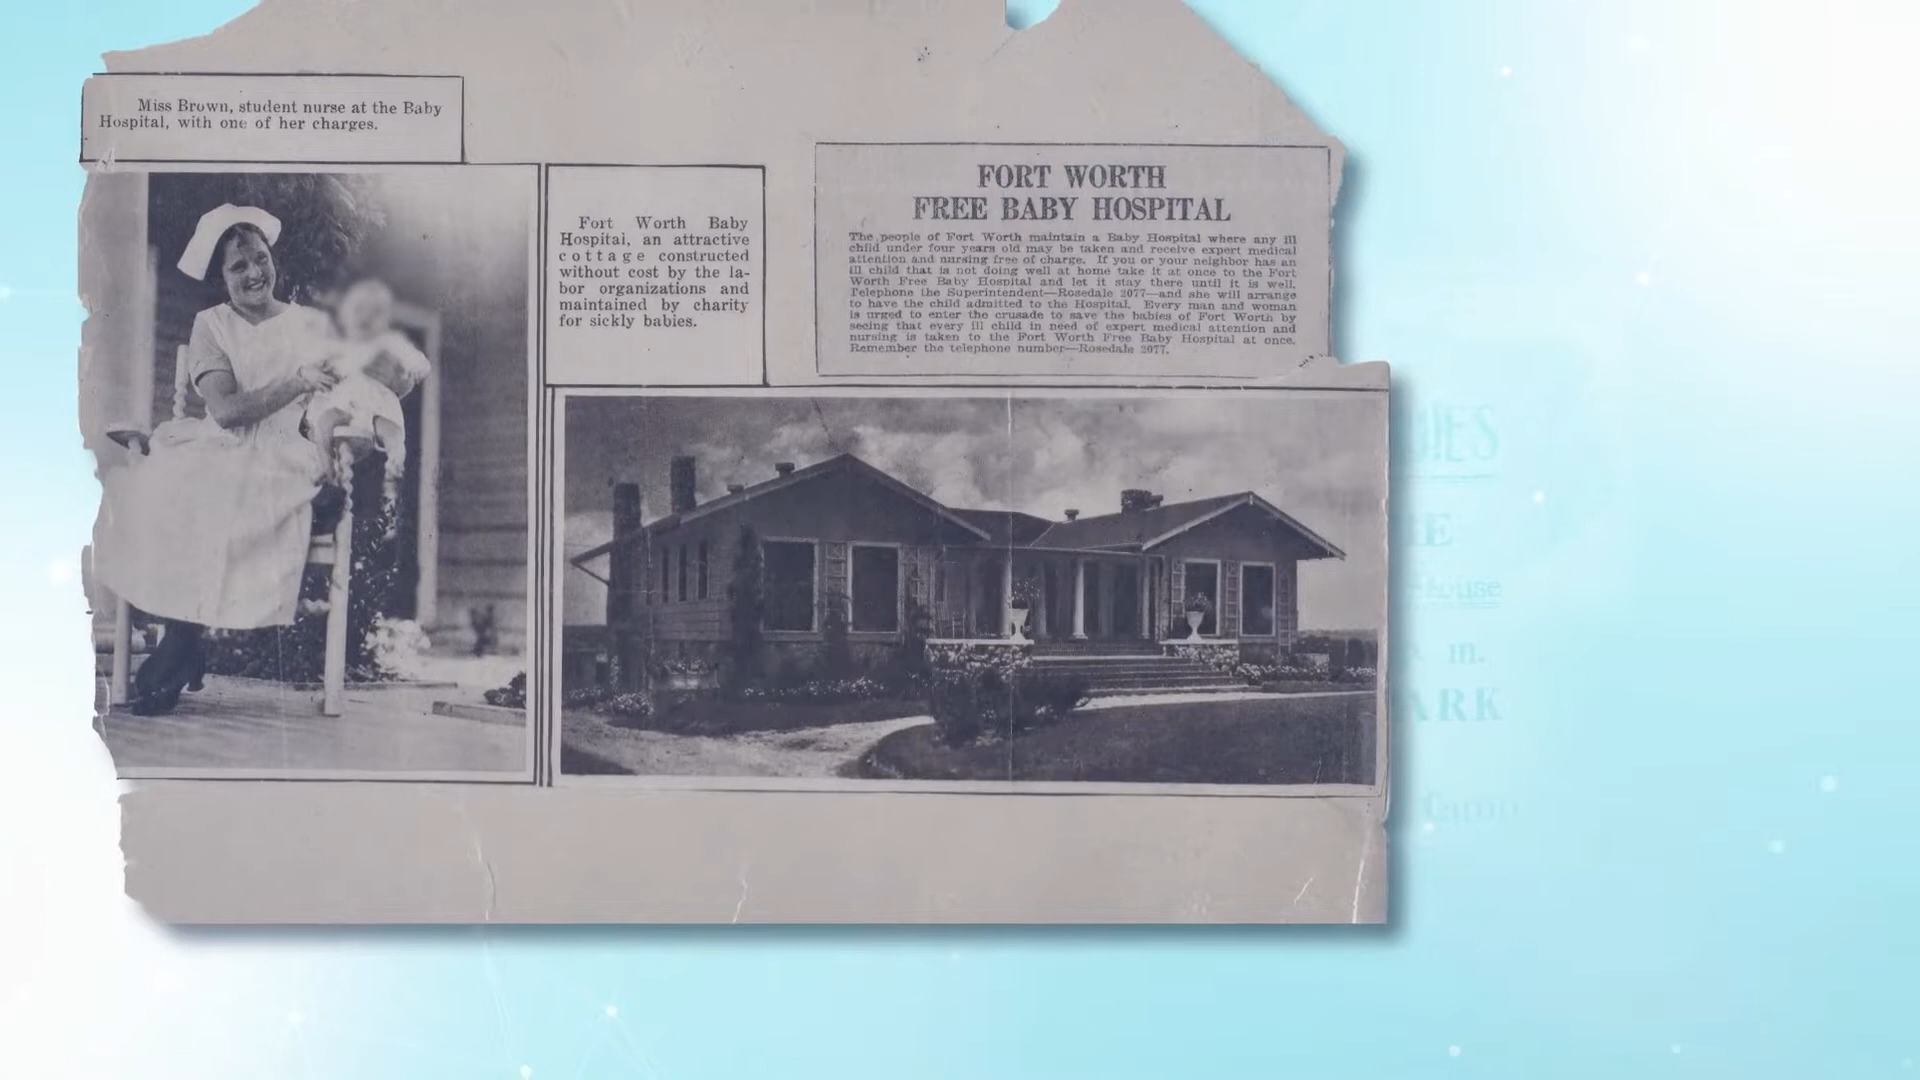 Miss Brown, student nurse at the Baby
Hospital, with one of her charges.
Fort Worth Baby
Hospital, an attractive
cottage constructed
without cost by the la-
bor organizations and
maintained by charity
for sickly babies.
FORT WORTH
FREE BABY HOSPITAL
The people of Fort Worth maintain a Baby Hospital where any ill
child under four years old may be taken and receive expert medical
attention and nursing free of charge. If you or your neighbor has an
ill child that is not doing well at home take it at once to the Fort
Worth Free Baby Hospital and let it stay there until it is well.
Telephone the Superintendent—Rosedale 2077—and she will arrange
to have the child admitted to the Hospital. Every man and woman
is urged to enter the crusade to save the babies of Fort Worth by
seeing that every ill child in need of expert medical attention and
nursing is taken to the Fort Worth Free Baby Hospital at once.
Remember the telephone number—Rosedale 2077.
m.